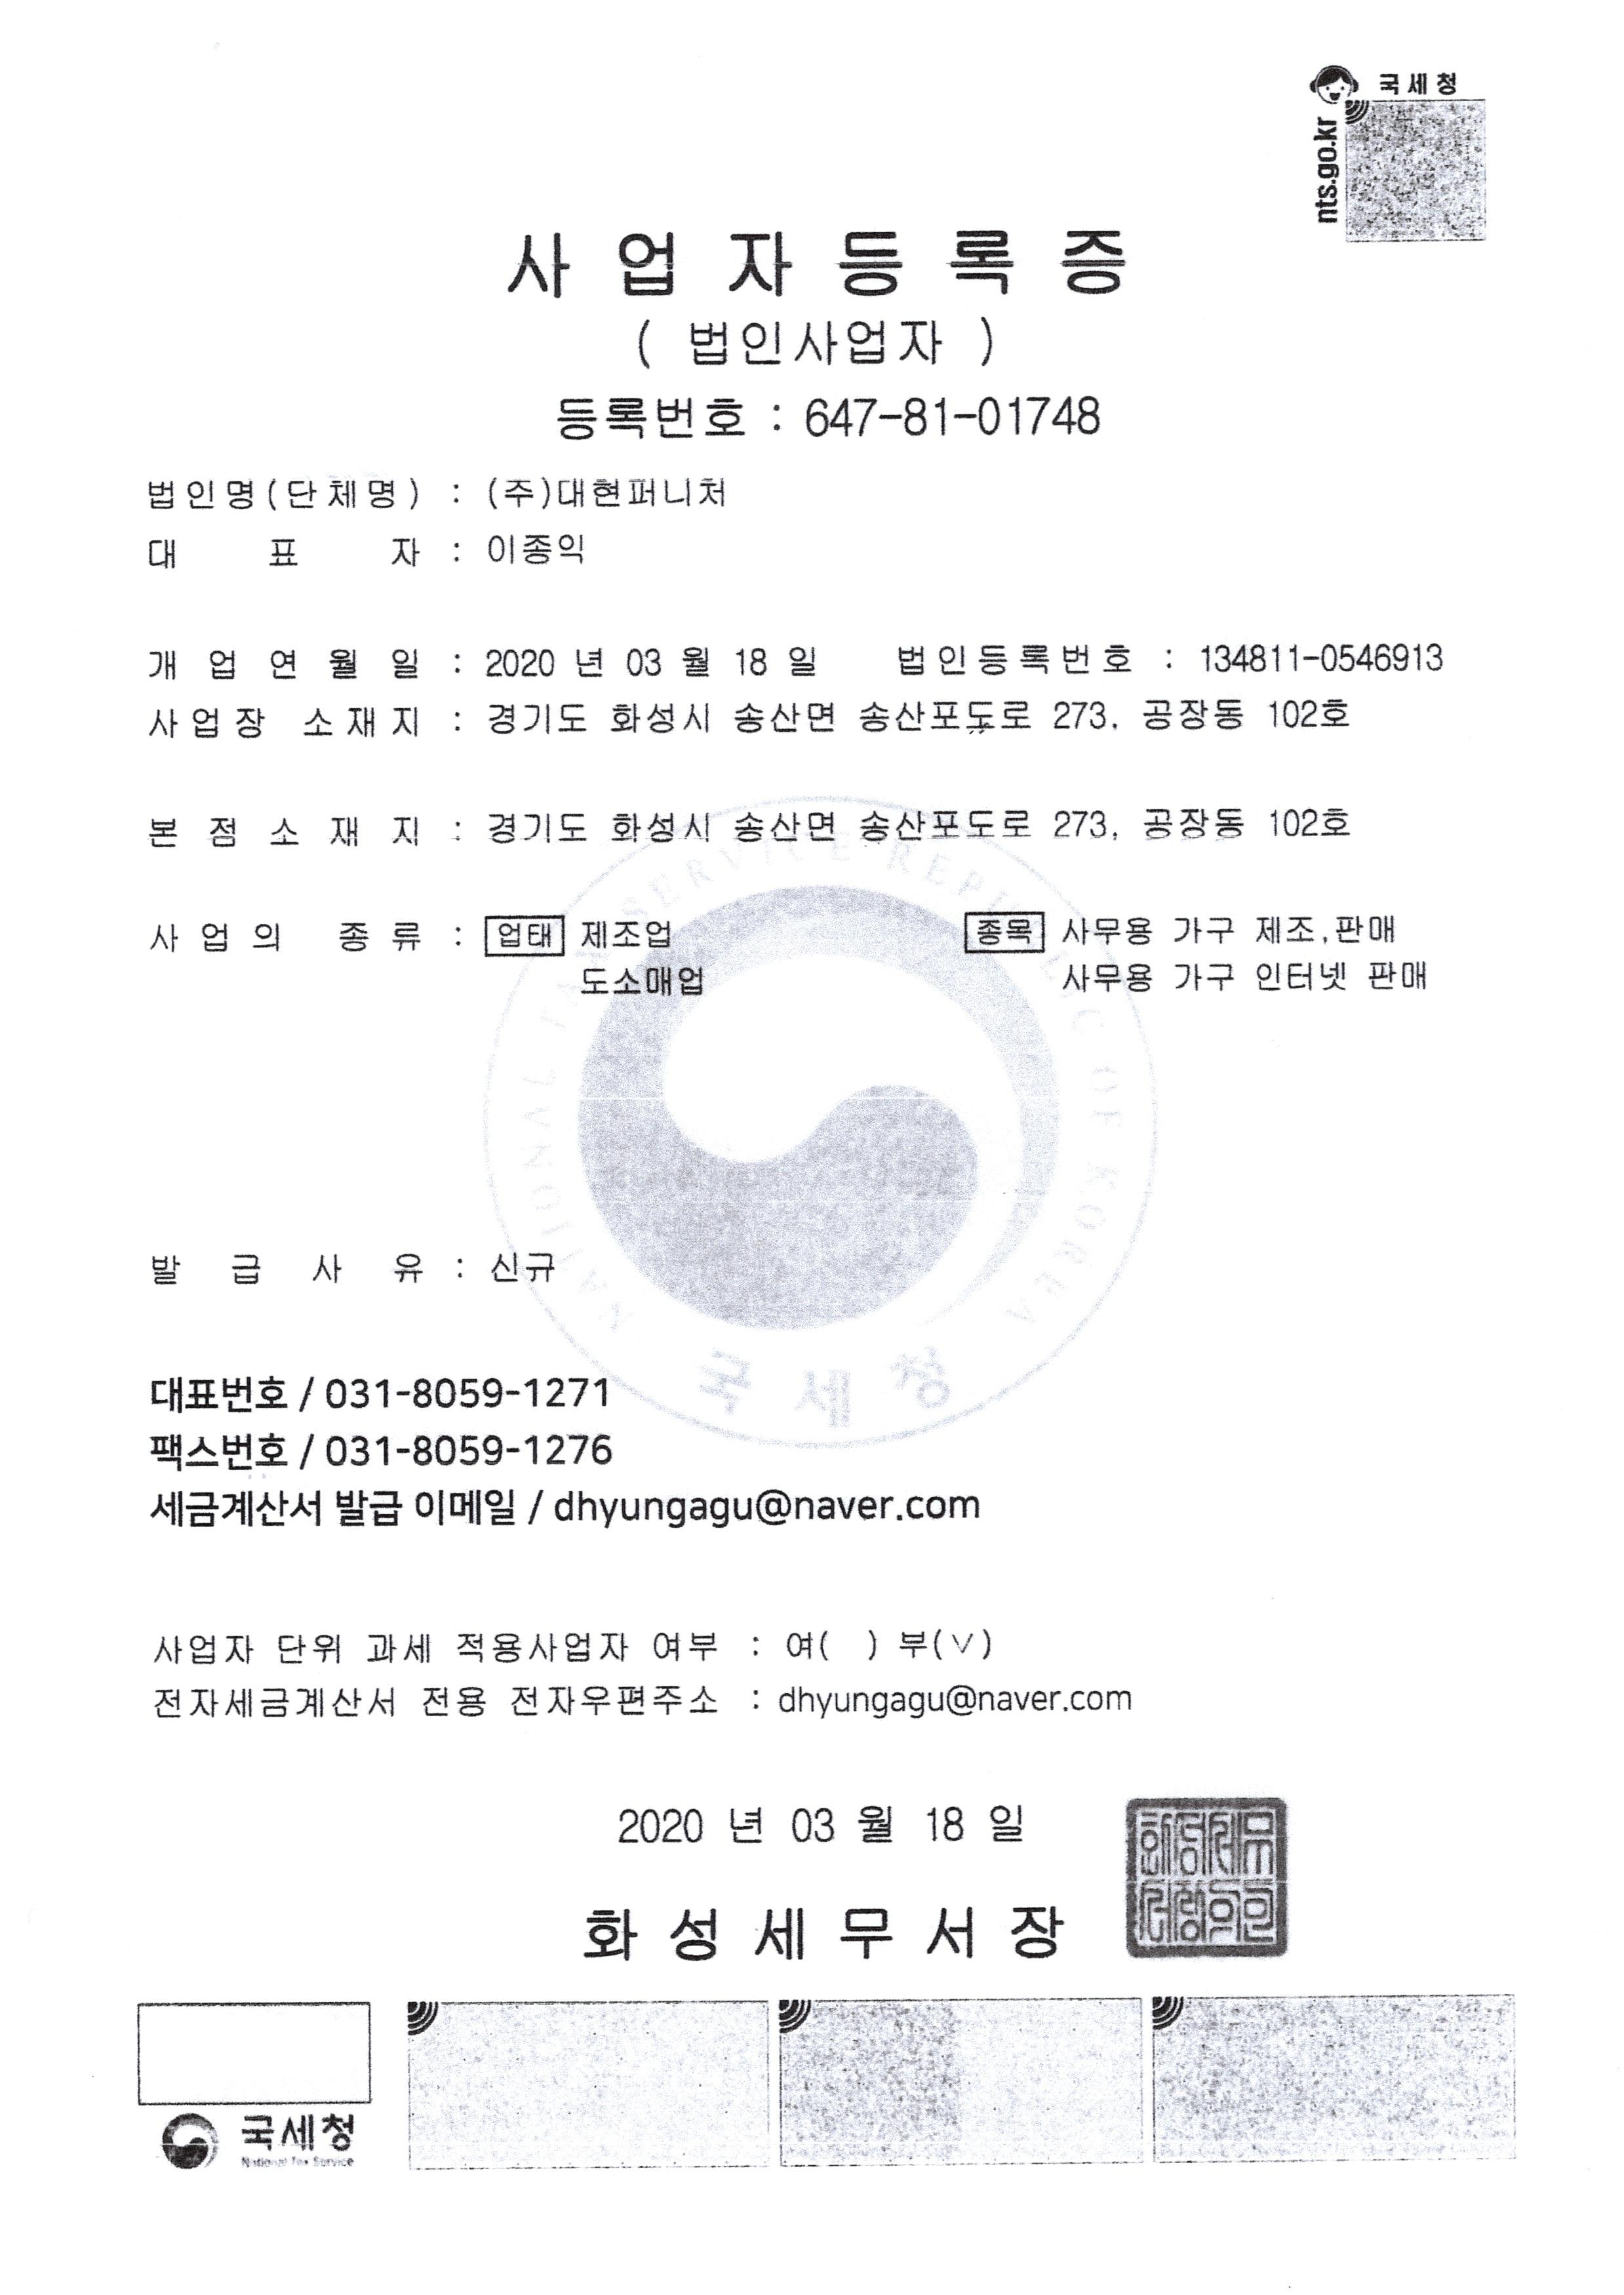 국세청
nts.go.kr
사업자등록증
( 법인사업자 )
등록번호 : 647-81-01748
법인명(단체명) : (주)대현퍼니처
대표자 : 이종익
개업연월일 : 2020 년 03 월 18 일 법인등록번호 : 134811-0546913
사업장 소재지 : 경기도 화성시 송산면 송산포도로 273, 공장동 102호
본점소재지 : 경기도 화성시 송산면 송산포도로 273, 공장동 102호
사업의 종류 : 업태 제조업 종목 사무용 가구 제조,판매
도소매업 사무용 가구 인터넷 판매
NATIONAL TAX SERVICE REPUBLIC OF KOREA
발급사유 : 신규
국세청
대표번호 / 031-8059-1271
팩스번호 / 031-8059-1276
세금계산서 발급 이메일 / dhyungagu@naver.com
사업자 단위 과세 적용사업자 여부 : 여( ) 부(∨)
전자세금계산서 전용 전자우편주소 : dhyungagu@naver.com
2020 년 03 월 18 일
화성세무서장
국세청
National Tax Service